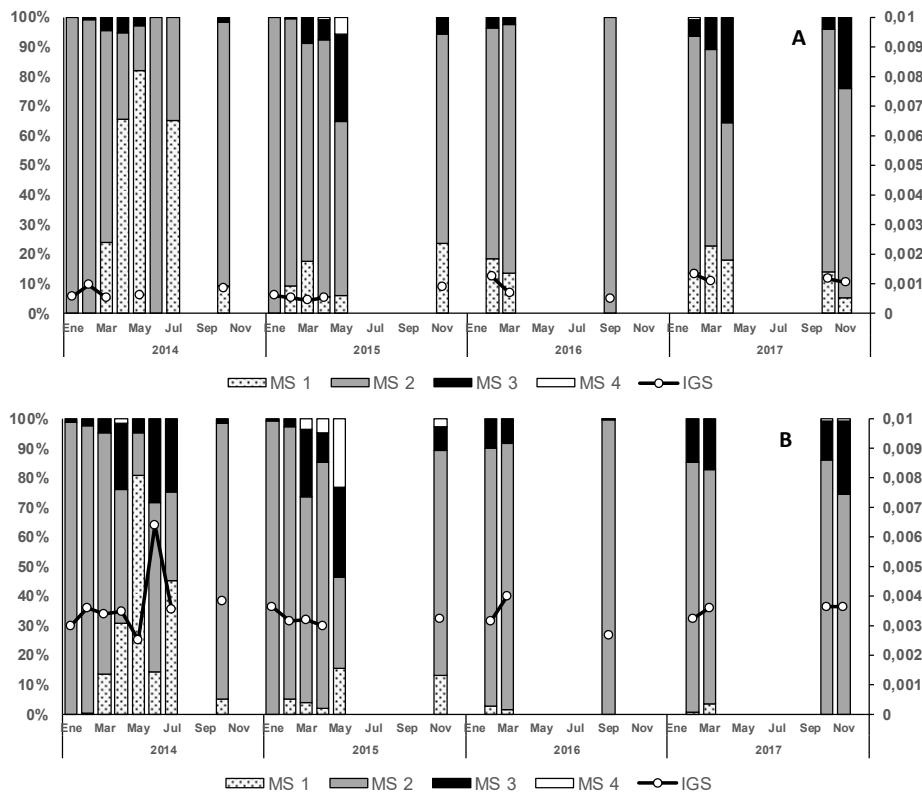 100% 0,01
A
90% 0,009
80% 0,008
70% 0,007
60% 0,006
50% 0,005
40% 0,004
30% 0,003
20% 0,002
10% 0,001
0% 0
Ene Mar May Jul Sep Nov Ene Mar May Jul Sep Nov Ene Mar May Jul Sep Nov Ene Mar May Jul Sep Nov
2014 2015 2016 2017
MS 1 MS 2 MS 3 MS 4 IGS
100% 0,01
B
90% 0,009
80% 0,008
70% 0,007
60% 0,006
50% 0,005
40% 0,004
30% 0,003
20% 0,002
10% 0,001
0% 0
Ene Mar May Jul Sep Nov Ene Mar May Jul Sep Nov Ene Mar May Jul Sep Nov Ene Mar May Jul Sep Nov
2014 2015 2016 2017
MS 1 MS 2 MS 3 MS 4 IGS